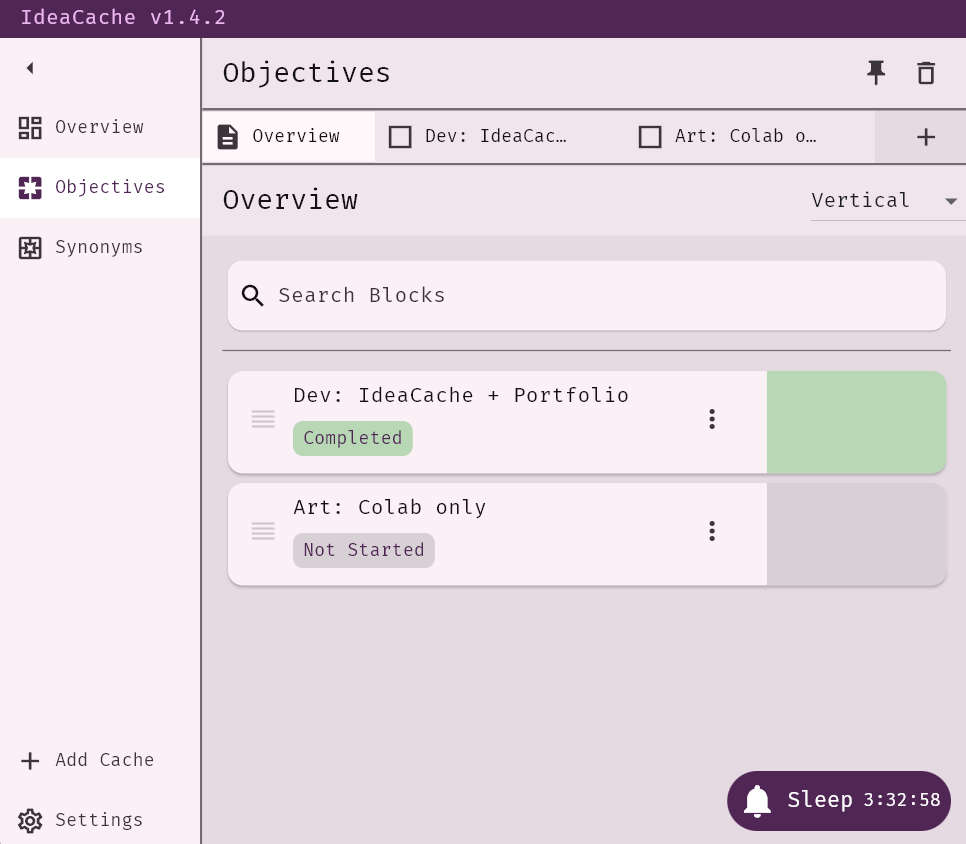 IdeaCache v1.4.2
Overview
Objectives
Synonyms
Add Cache
Settings
Objectives
Overview
Dev: IdeaCac…
Art: Colab o…
Overview
Vertical
Search Blocks
Dev: IdeaCache + Portfolio
Completed
Art: Colab only
Not Started
Sleep 3:32:58